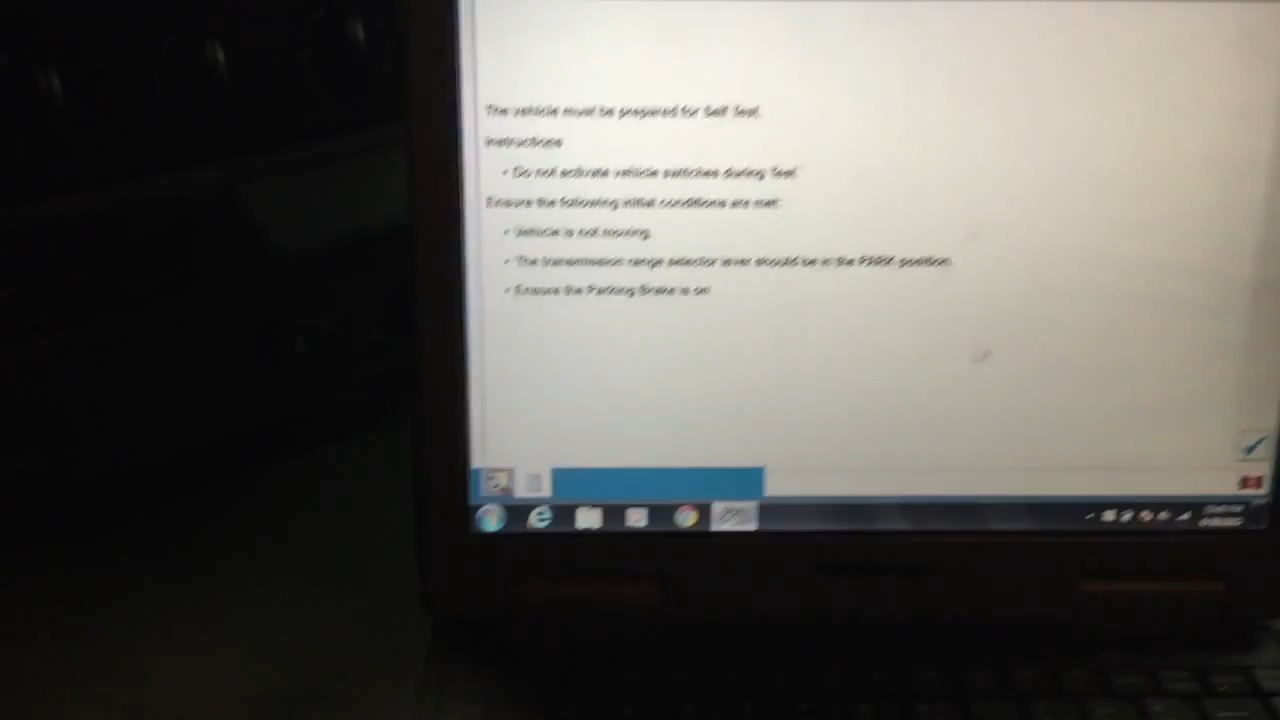 The vehicle must be prepared for Self Test.
Instructions
• Do not activate vehicle switches during Test.
Ensure the following initial conditions are met:
• Vehicle is not moving.
• The transmission range selector lever should be in the PARK position.
• Ensure the Parking Brake is on